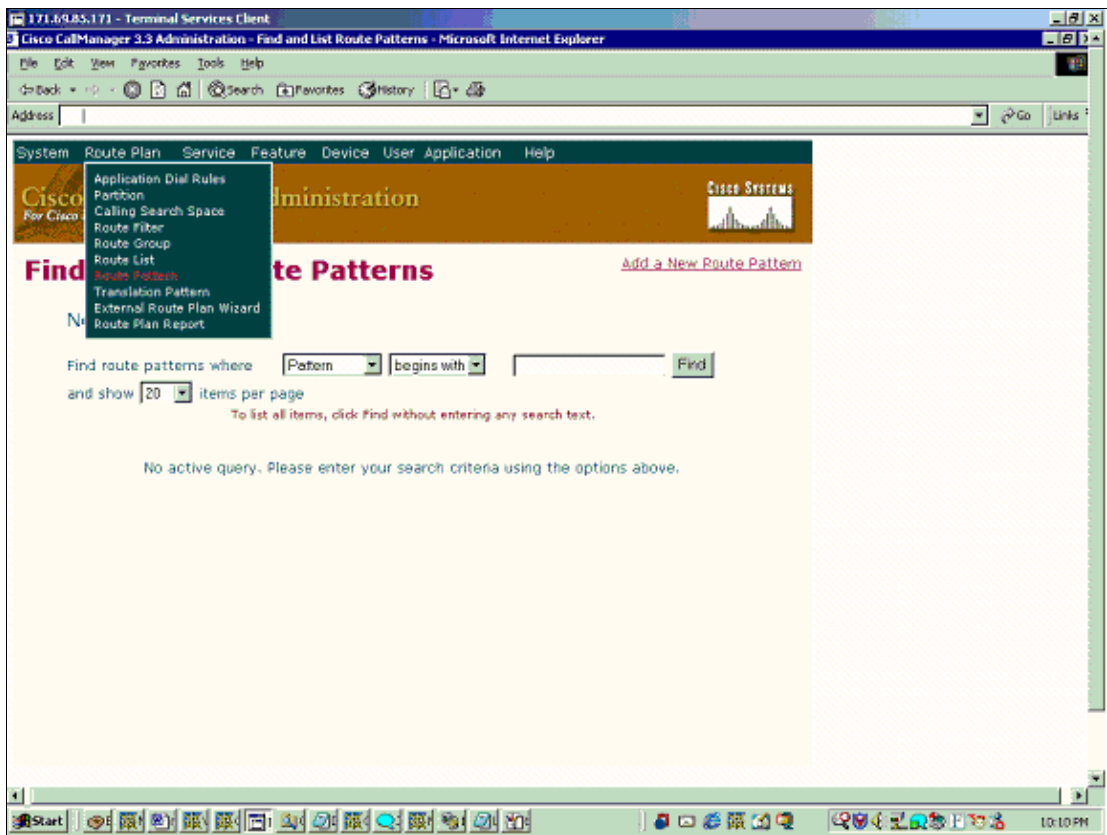 171.69.85.171 - Terminal Services Client
Cisco CallManager 3.3 Administration - Find and List Route Patterns - Microsoft Internet Explorer
File Edit View Favorites Tools Help
Back Search Favorites History
Address Go Links
System Route Plan Service Feature Device User Application Help
Application Dial Rules
Partition
Calling Search Space
Route Filter
Route Group
Route List
Route Pattern
Translation Pattern
External Route Plan Wizard
Route Plan Report
Cisco
For Cisco
Cisco Systems
Find te Patterns
Add a New Route Pattern
Find route patterns where Pattern begins with Find
and show 20 items per page
To list all items, click Find without entering any search text.
No active query. Please enter your search criteria using the options above.
Start 10:10 PM